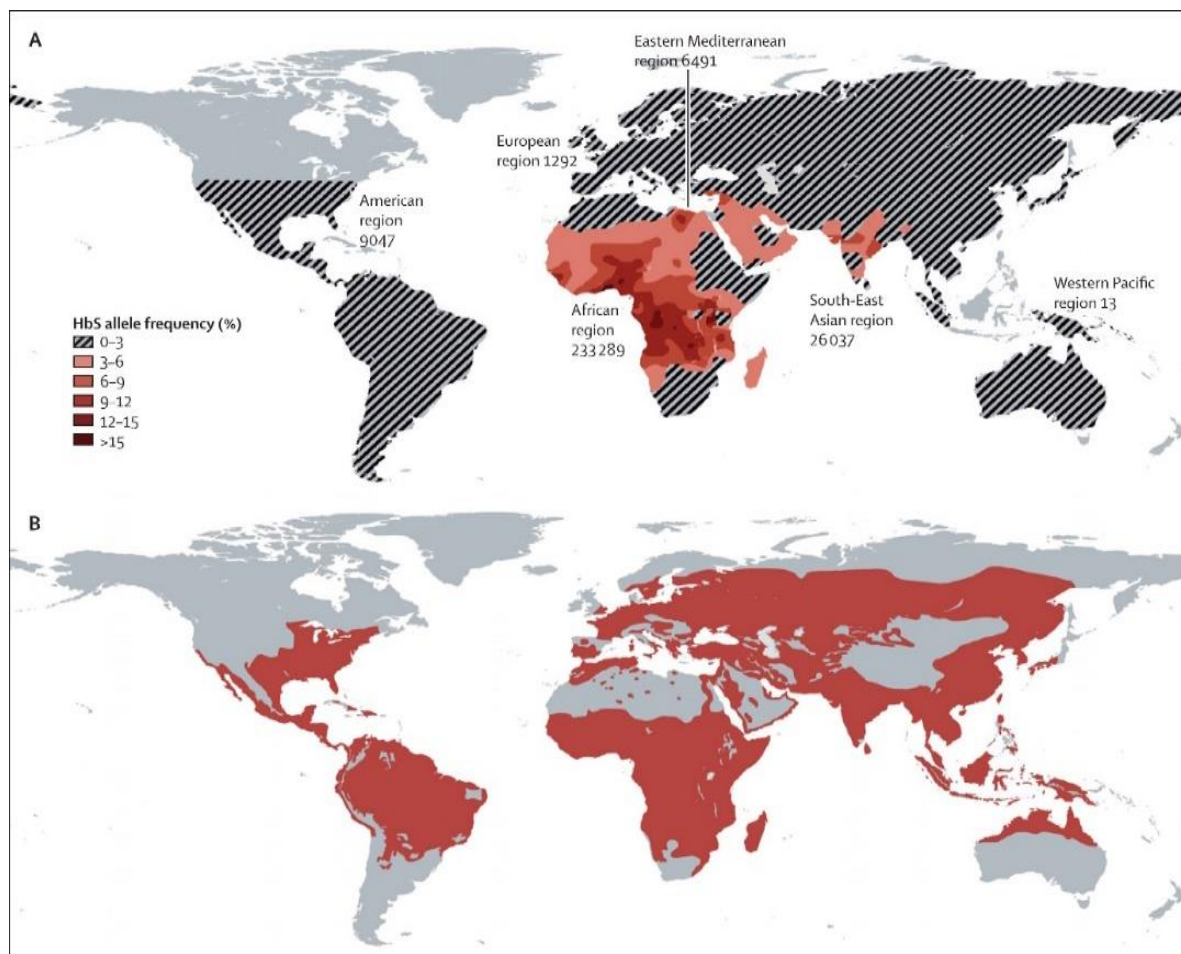 A
Eastern Mediterranean
region 6491
European
region 1292
American
region
9047
African
region
233 289
South-East
Asian region
26 037
Western Pacific
region 13
HbS allele frequency (%)
0–3
3–6
6–9
9–12
12–15
>15
B